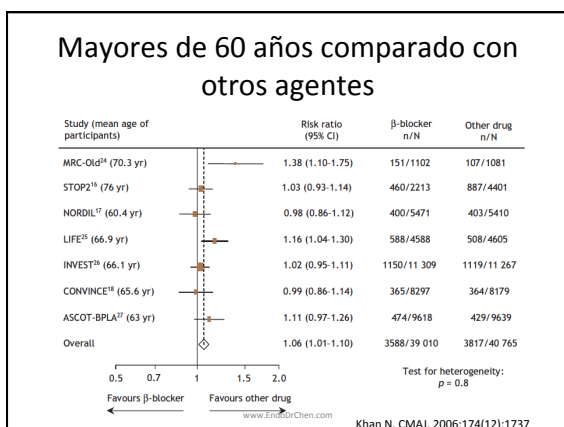 Mayores de 60 años comparado con
otros agentes
Study (mean age of participants) Risk ratio (95% CI) β-blocker n/N Other drug n/N
MRC-Old24 (70.3 yr) 1.38 (1.10-1.75) 151/1102 107/1081
STOP216 (76 yr) 1.03 (0.93-1.14) 460/2213 887/4401
NORDIL17 (60.4 yr) 0.98 (0.86-1.12) 400/5471 403/5410
LIFE25 (66.9 yr) 1.16 (1.04-1.30) 588/4588 508/4605
INVEST26 (66.1 yr) 1.02 (0.95-1.11) 1150/11 309 1119/11 267
CONVINCE18 (65.6 yr) 0.99 (0.86-1.14) 365/8297 364/8179
ASCOT-BPLA27 (63 yr) 1.11 (0.97-1.26) 474/9618 429/9639
Overall 1.06 (1.01-1.10) 3588/39 010 3817/40 765
Test for heterogeneity:
p = 0.8
0.5 0.7 1 1.5 2.0
Favours β-blocker Favours other drug
www.EndoDrChen.com
Khan N. CMAJ. 2006;174(12):1737